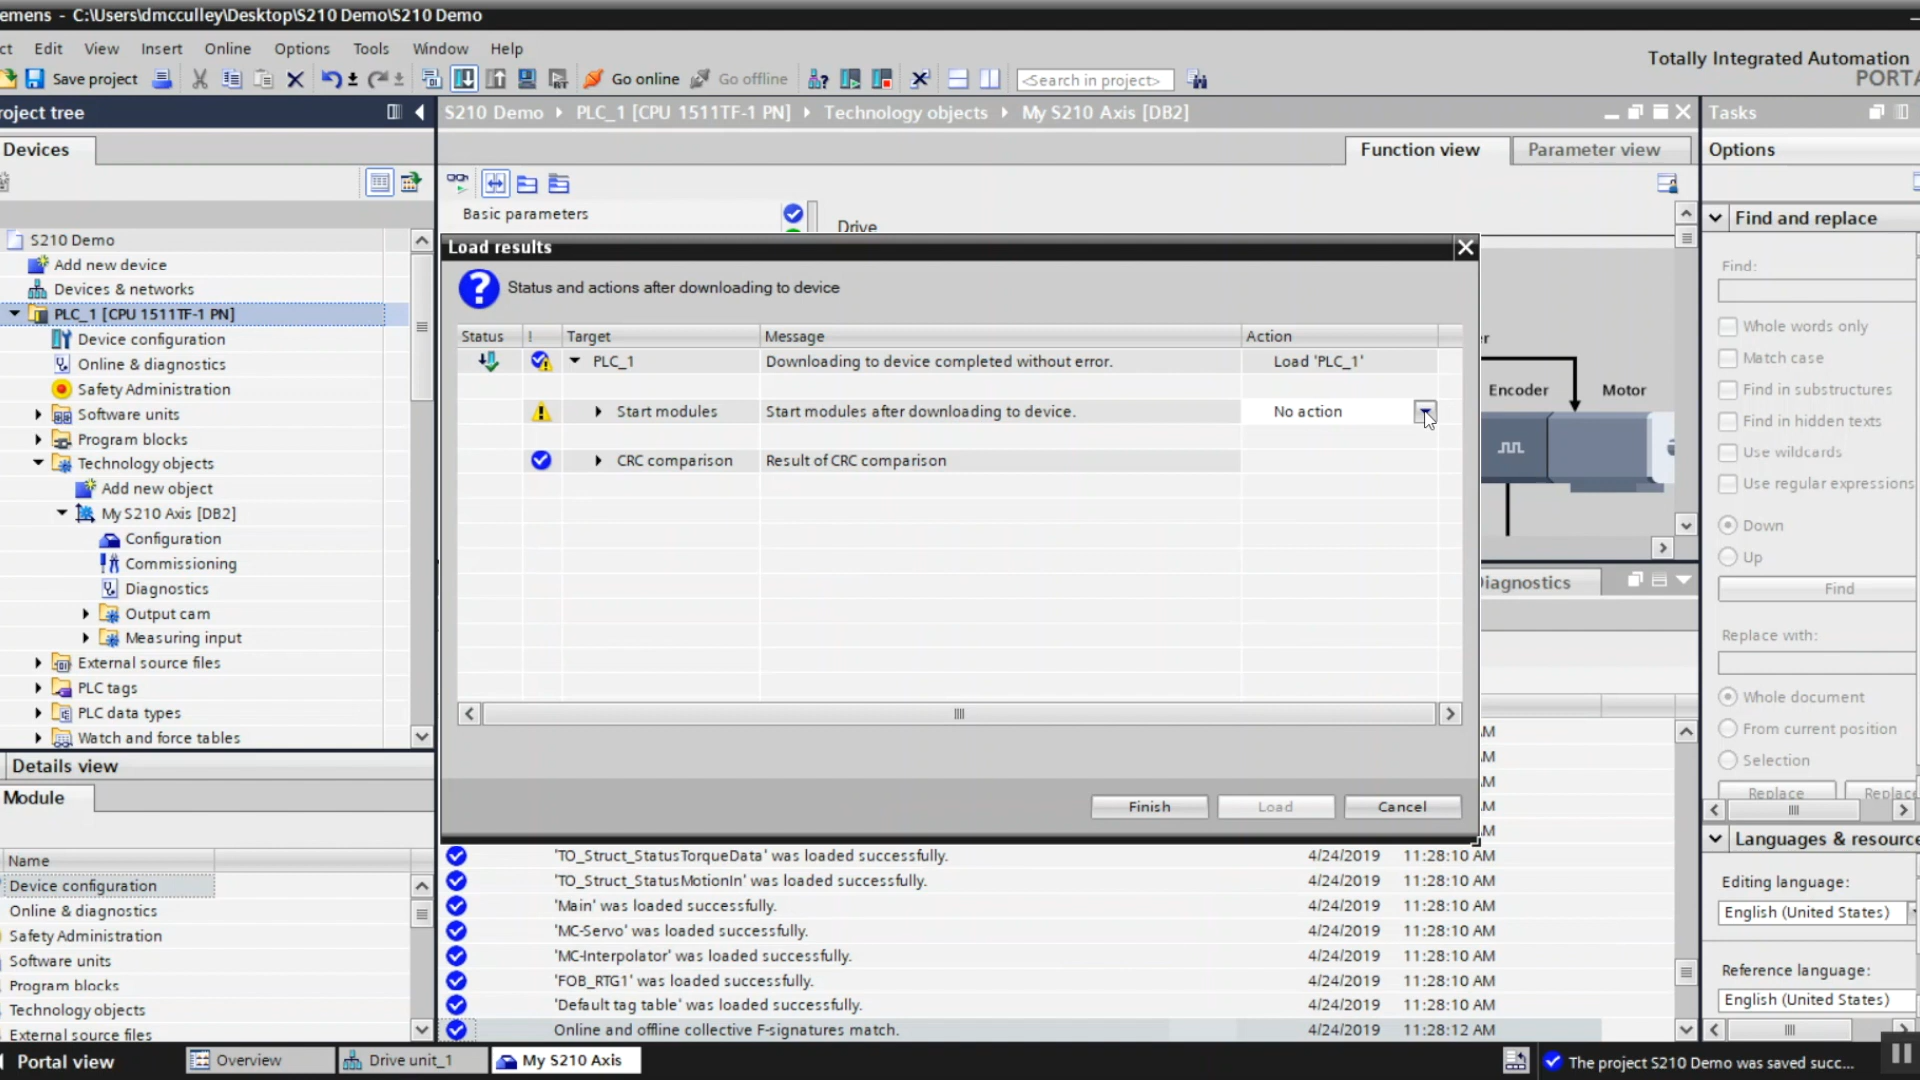 emens - C:\Users\dmcculley\Desktop\S210 Demo\S210 Demo
ct Edit View Insert Online Options Tools Window Help
Totally Integrated Automation
PORTA
Save project Go online Go offline <Search in project>
roject tree
S210 Demo PLC_1 [CPU 1511TF-1 PN] Technology objects My S210 Axis [DB2]
Tasks
Devices
Function view Parameter view
Options
Basic parameters
Drive
Find and replace
S210 Demo
Add new device
Devices & networks
PLC_1 [CPU 1511TF-1 PN]
Device configuration
Online & diagnostics
Safety Administration
Software units
Program blocks
Technology objects
Add new object
My S210 Axis [DB2]
Configuration
Commissioning
Diagnostics
Output cam
Measuring input
External source files
PLC tags
PLC data types
Watch and force tables
Load results
Status and actions after downloading to device
Status ! Target Message Action
PLC_1 Downloading to device completed without error. Load 'PLC_1'
Start modules Start modules after downloading to device. No action
CRC comparison Result of CRC comparison
Finish Load Cancel
er
Encoder Motor
Diagnostics
AM
AM
AM
AM
AM
'TO_Struct_StatusTorqueData' was loaded successfully. 4/24/2019 11:28:10 AM
'TO_Struct_StatusMotionIn' was loaded successfully. 4/24/2019 11:28:10 AM
'Main' was loaded successfully. 4/24/2019 11:28:10 AM
'MC-Servo' was loaded successfully. 4/24/2019 11:28:10 AM
'MC-Interpolator' was loaded successfully. 4/24/2019 11:28:10 AM
'FOB_RTG1' was loaded successfully. 4/24/2019 11:28:10 AM
'Default tag table' was loaded successfully. 4/24/2019 11:28:10 AM
Online and offline collective F-signatures match. 4/24/2019 11:28:12 AM
Find:
Whole words only
Match case
Find in substructures
Find in hidden texts
Use wildcards
Use regular expressions
Down
Up
Find
Replace with:
Whole document
From current position
Selection
Replace Replace
Languages & resource
Editing language:
English (United States)
Reference language:
English (United States)
Details view
Module
Name
Device configuration
Online & diagnostics
Safety Administration
Software units
Program blocks
Technology objects
External source files
Portal view Overview Drive unit_1 My S210 Axis The project S210 Demo was saved succ...